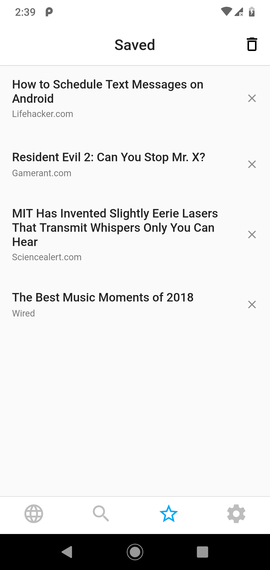 2:39
Saved
How to Schedule Text Messages on
Android
Lifehacker.com
Resident Evil 2: Can You Stop Mr. X?
Gamerant.com
MIT Has Invented Slightly Eerie Lasers
That Transmit Whispers Only You Can
Hear
Sciencealert.com
The Best Music Moments of 2018
Wired